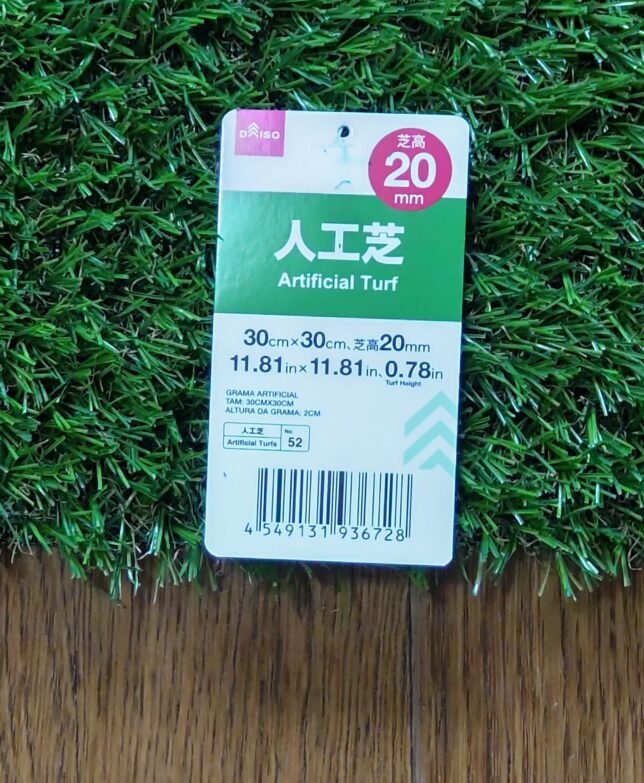 DAISO
芝高
20
mm
人工芝
Artificial Turf
30cm×30cm、芝高20mm
11.81in×11.81in、0.78in
Turf Height
GRAMA ARTIFICIAL
TAM: 30CMX30CM
ALTURA DA GRAMA: 2CM
人工芝
Artificial Turfs
No.
52
4 549131 936728